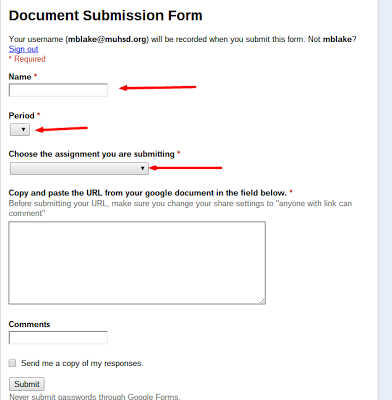 Document Submission Form
Your username (mblake@muhsd.org) will be recorded when you submit this form. Not mblake?
Sign out
* Required
Name *
Period *
Choose the assignment you are submitting *
Copy and paste the URL from your google document in the field below. *
Before submitting your URL, make sure you change your share settings to "anyone with link can
comment"
Comments
Send me a copy of my responses.
Submit
Never submit passwords through Google Forms.